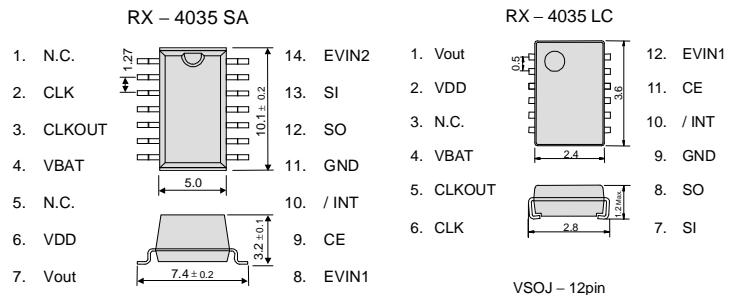 RX – 4035 SA
1. N.C.
2. CLK
3. CLKOUT
4. VBAT
5. N.C.
6. VDD
7. Vout
1.27
10.1± 0.2
5.0
3.2±0.1
7.4±0.2
14. EVIN2
13. SI
12. SO
11. GND
10. / INT
9. CE
8. EVIN1
RX – 4035 LC
1. Vout
2. VDD
3. N.C.
4. VBAT
5. CLKOUT
6. CLK
0.5
3.6
2.4
1.2 Max.
2.8
12. EVIN1
11. CE
10. / INT
9. GND
8. SO
7. SI
VSOJ – 12pin